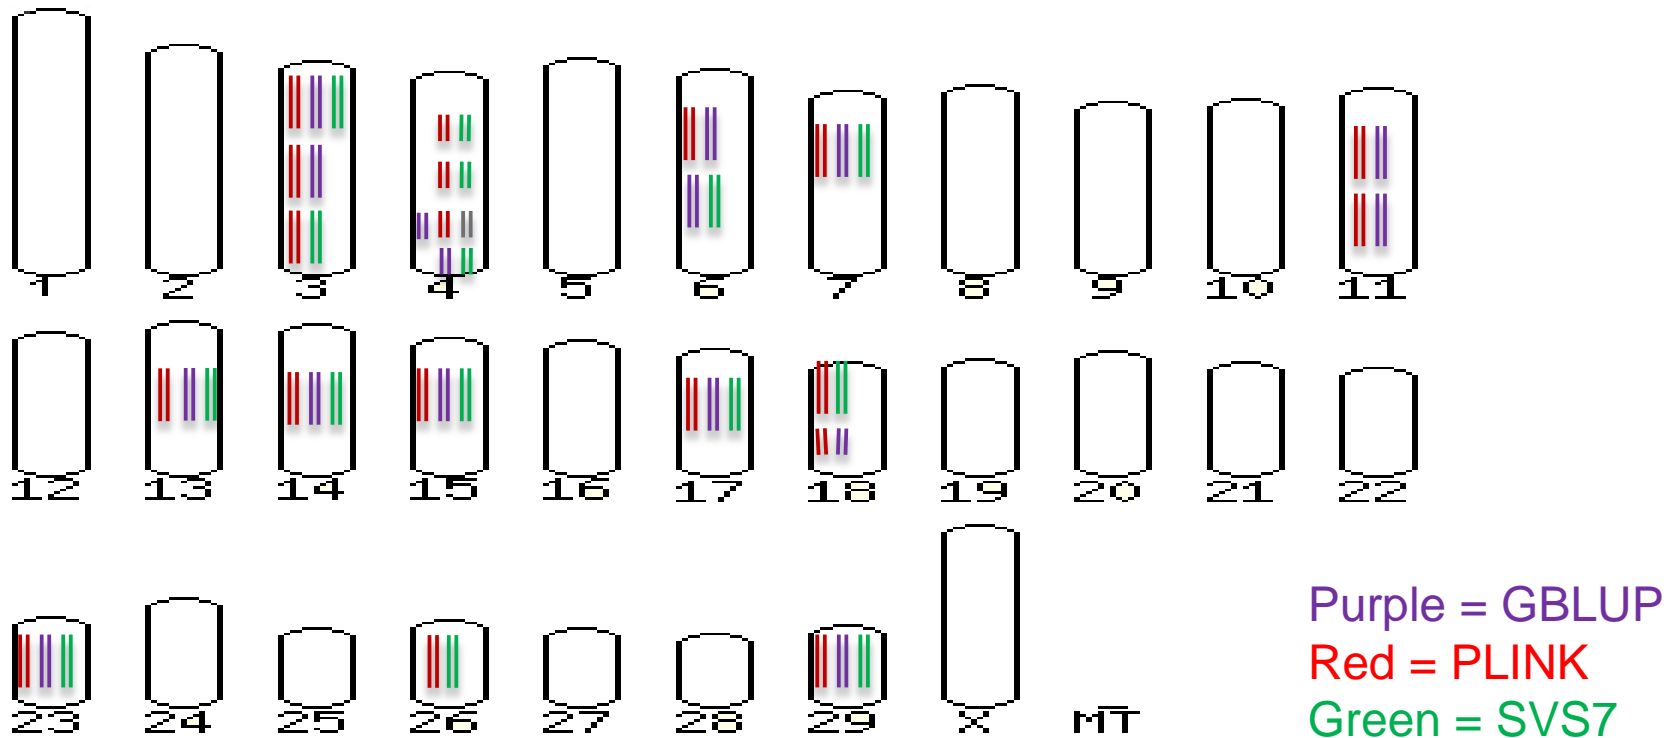 1 2 3 4 5 6 7 8 9 10 11
12 13 14 15 16 17 18 19 20 21 22
23 24 25 26 27 28 29 X MT
Purple = GBLUP
Red = PLINK
Green = SVS7